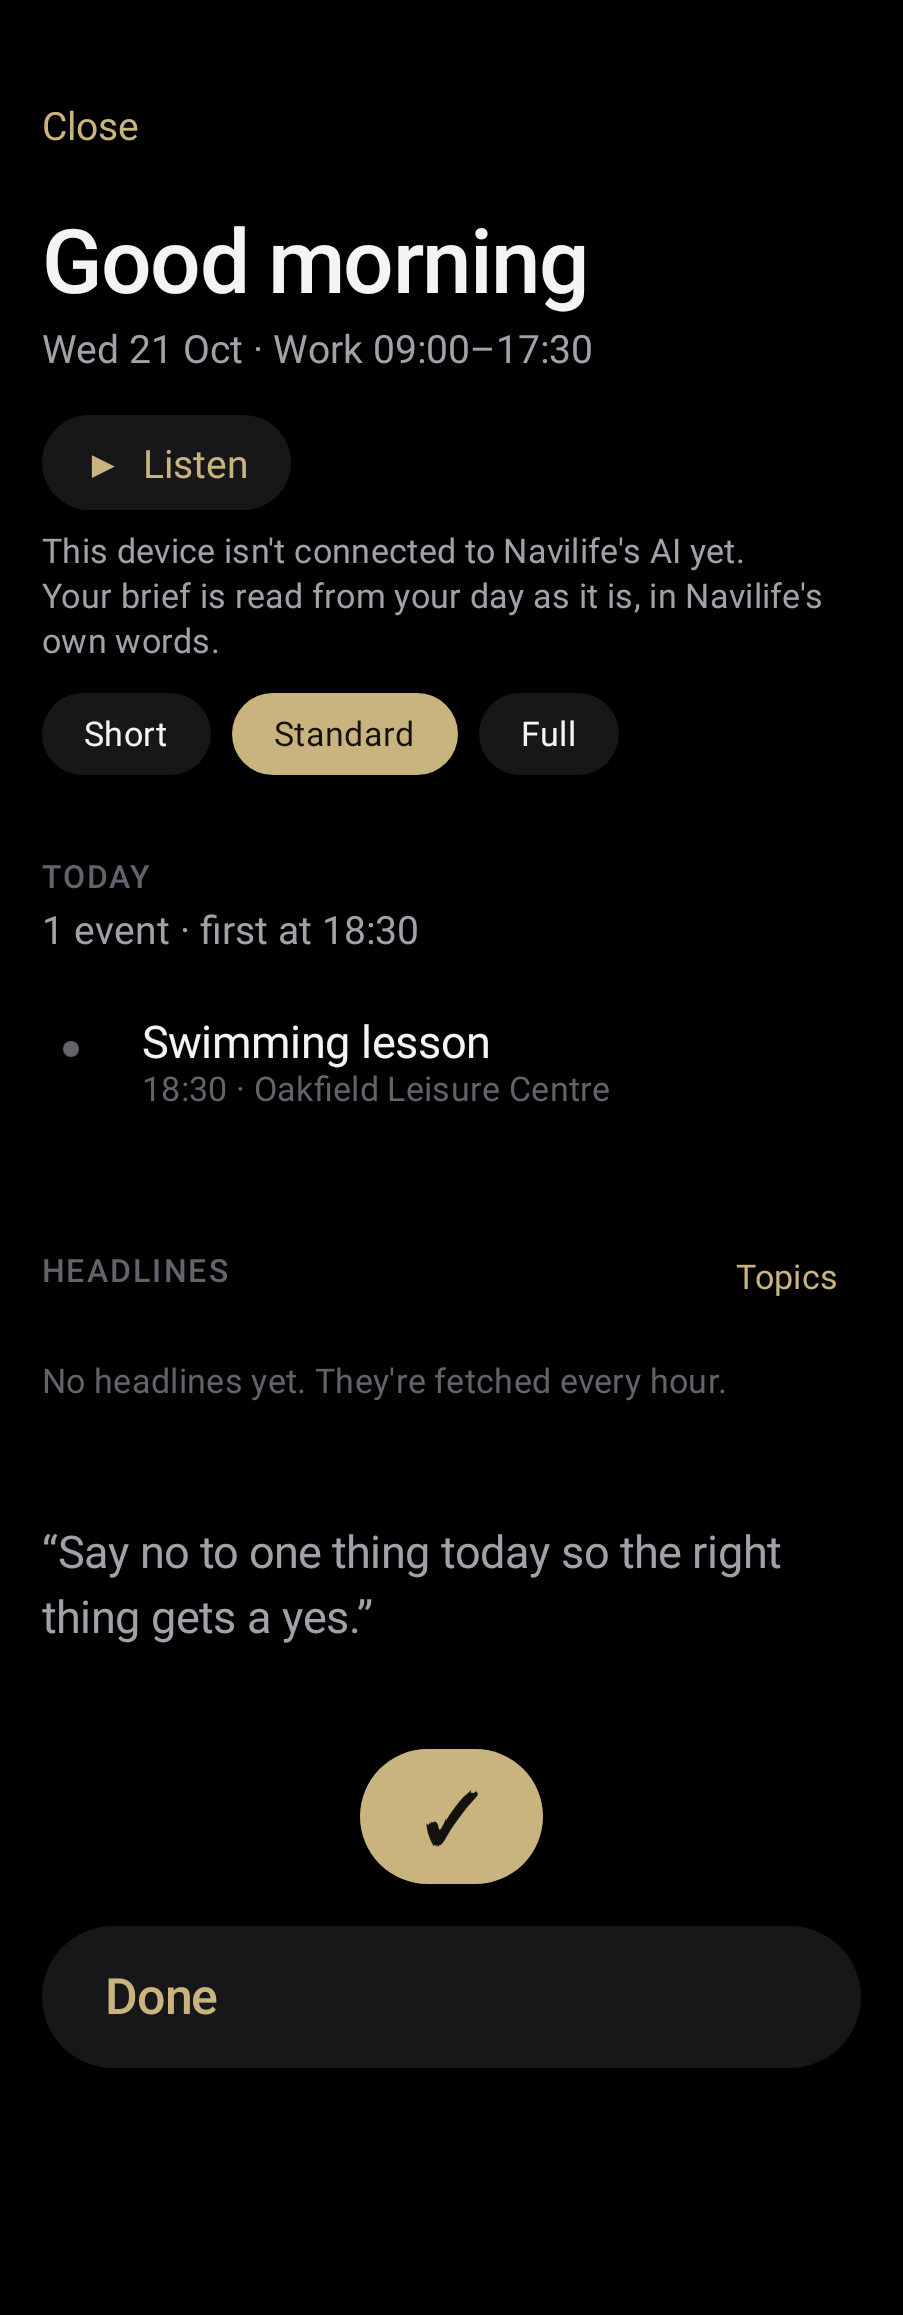 Close
Good morning
Wed 21 Oct · Work 09:00–17:30
► Listen
This device isn't connected to Navilife's AI yet.
Your brief is read from your day as it is, in Navilife's
own words.
Short Standard Full
TODAY
1 event · first at 18:30
Swimming lesson
18:30 · Oakfield Leisure Centre
HEADLINES Topics
No headlines yet. They're fetched every hour.
“Say no to one thing today so the right
thing gets a yes.”
✓
Done